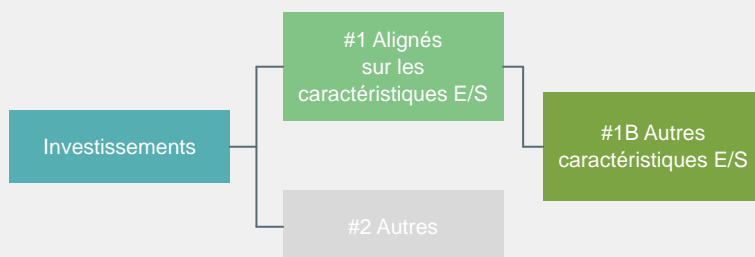 #1 Alignés
sur les
caractéristiques E/S
Investissements
#1B Autres
caractéristiques E/S
#2 Autres